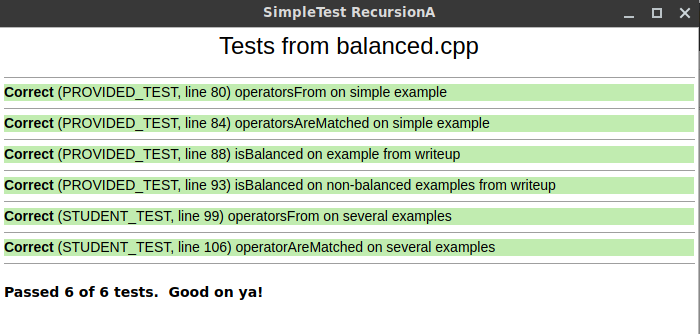 SimpleTest RecursionA
Tests from balanced.cpp
Correct (PROVIDED_TEST, line 80) operatorsFrom on simple example
Correct (PROVIDED_TEST, line 84) operatorsAreMatched on simple example
Correct (PROVIDED_TEST, line 88) isBalanced on example from writeup
Correct (PROVIDED_TEST, line 93) isBalanced on non-balanced examples from writeup
Correct (STUDENT_TEST, line 99) operatorsFrom on several examples
Correct (STUDENT_TEST, line 106) operatorAreMatched on several examples
Passed 6 of 6 tests.  Good on ya!